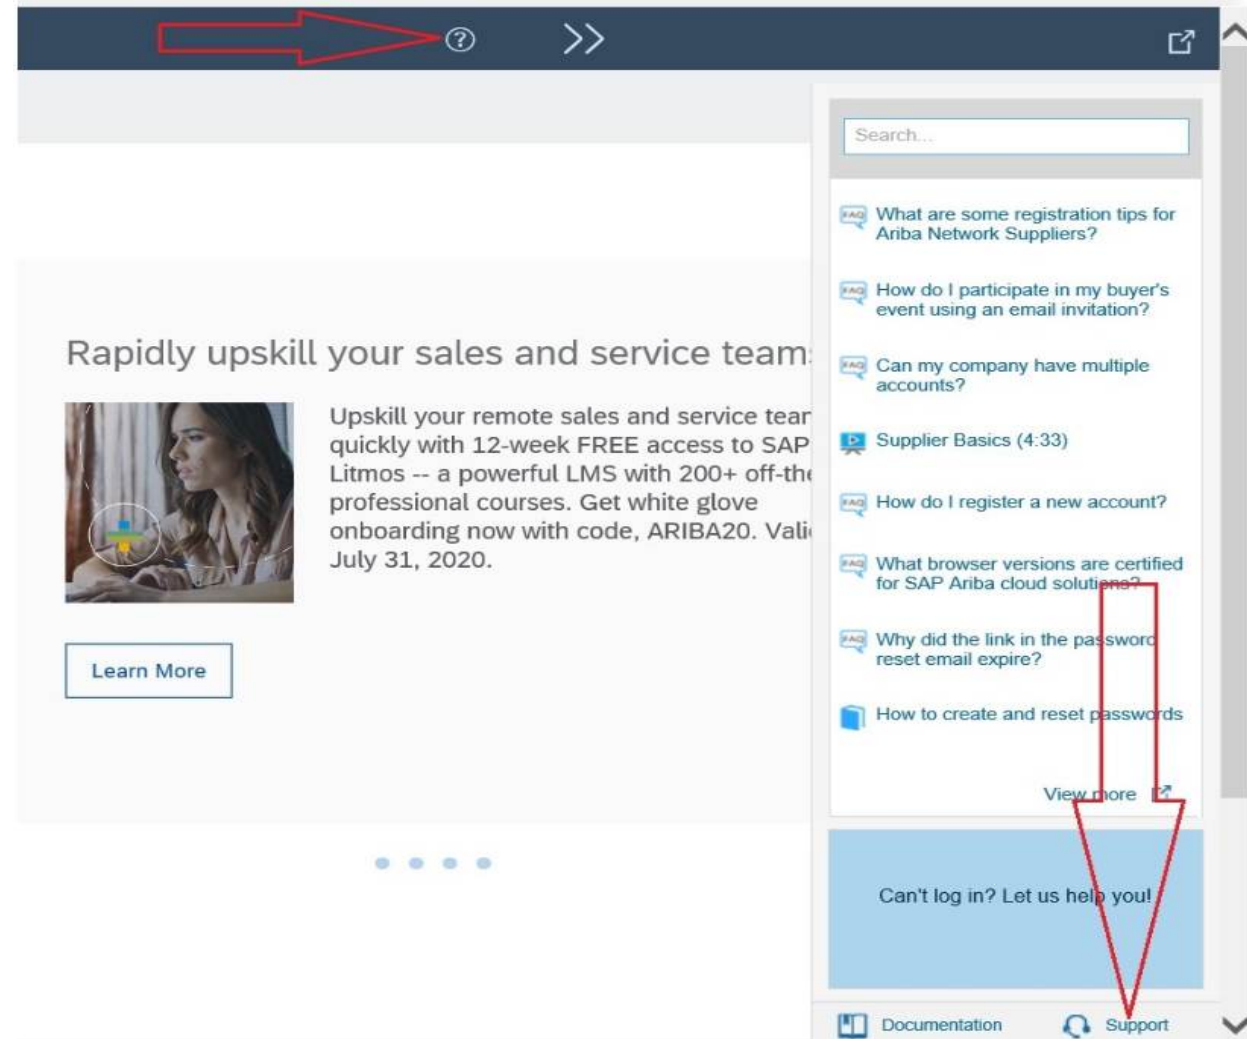 Search...
What are some registration tips for
Ariba Network Suppliers?
How do I participate in my buyer's
event using an email invitation?
Can my company have multiple
accounts?
Supplier Basics (4:33)
How do I register a new account?
What browser versions are certified
for SAP Ariba cloud solutions?
Why did the link in the password
reset email expire?
How to create and reset passwords
View more
Can't log in? Let us help you!
Documentation
Support
Rapidly upskill your sales and service team
Upskill your remote sales and service
quickly with 12-week FREE access to SAP
Litmos -- a powerful LMS with 200+
professional courses. Get white glove
onboarding now with code, ARIBA20.
July 31, 2020.
Learn More
FAQ
FAQ
FAQ
FAQ
FAQ
FAQ